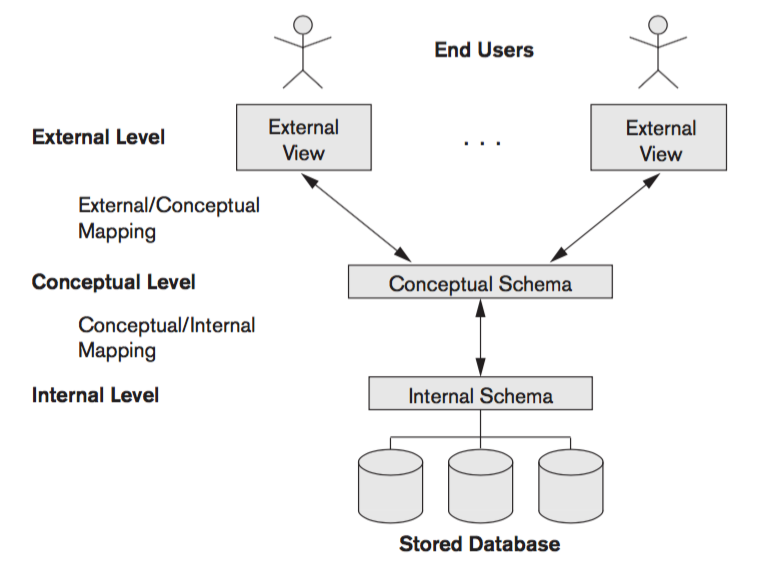 End Users
External Level
External
View
. . .
External
View
External/Conceptual
Mapping
Conceptual Level
Conceptual Schema
Conceptual/Internal
Mapping
Internal Level
Internal Schema
Stored Database